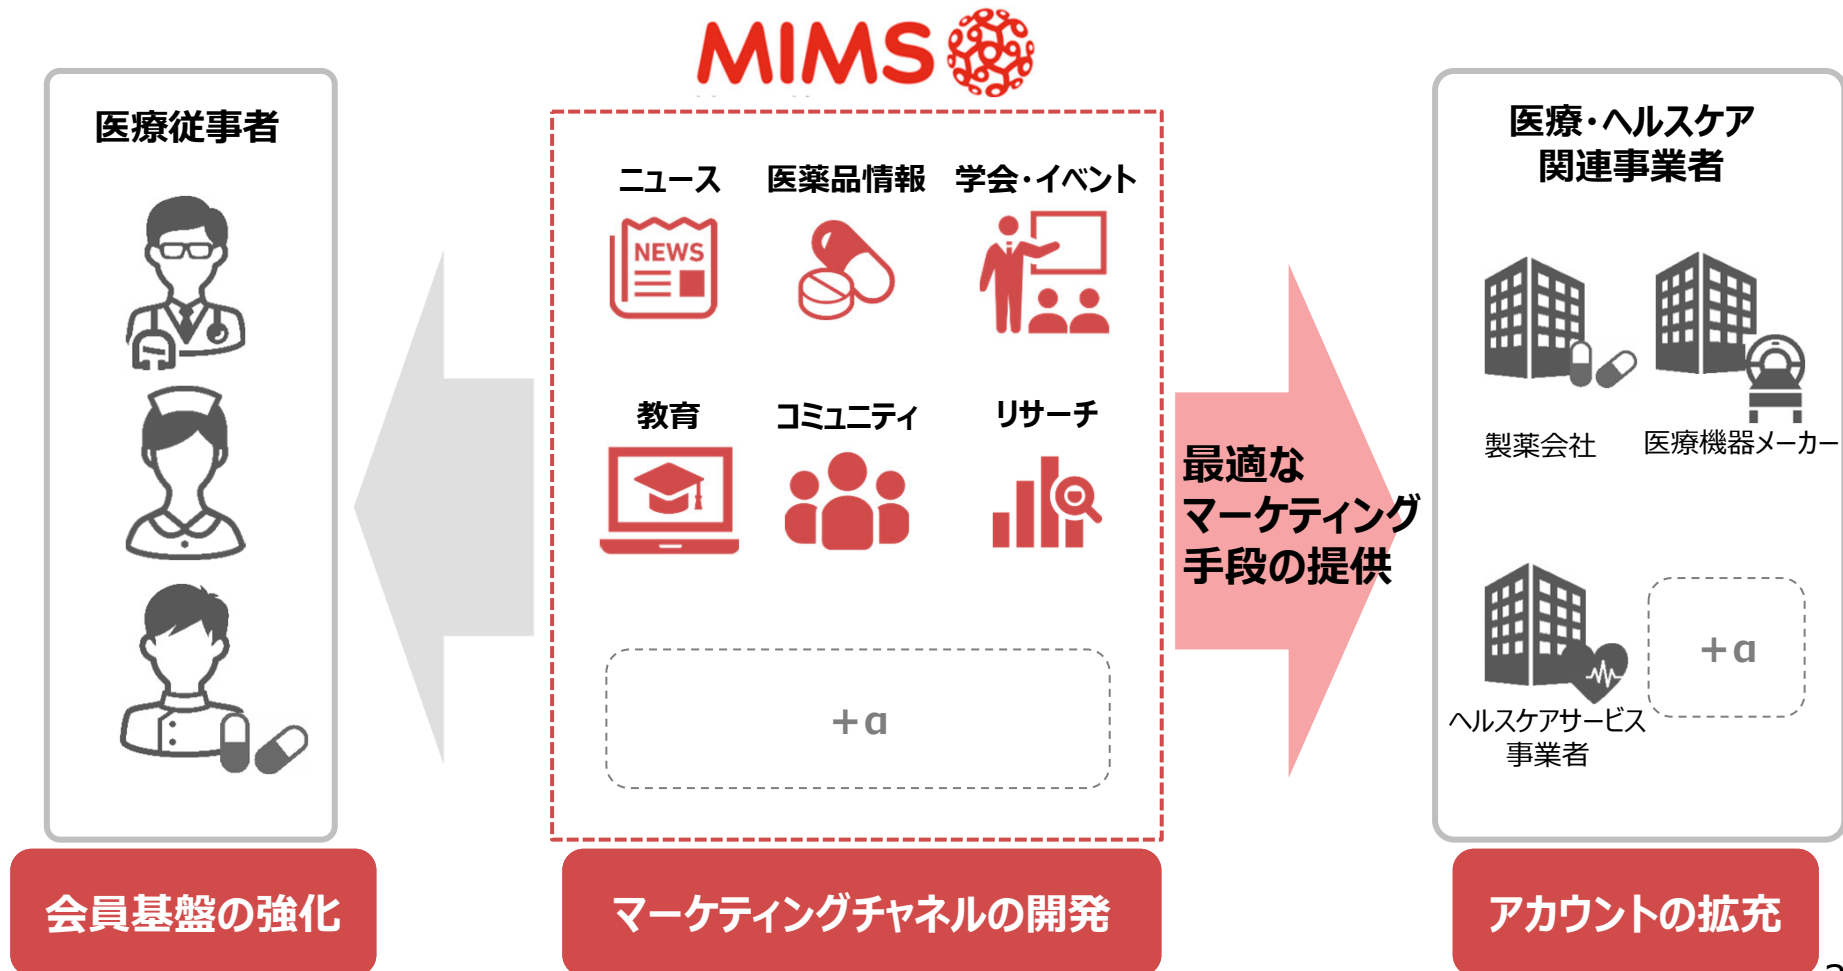 MIMS
医療従事者
ニュース
医薬品情報
学会・イベント
NEWS
教育
コミュニティ
リサーチ
+α
最適な
マーケティング
手段の提供
医療・ヘルスケア
関連事業者
製薬会社
医療機器メーカー
ヘルスケアサービス
事業者
+α
会員基盤の強化
マーケティングチャネルの開発
アカウントの拡充